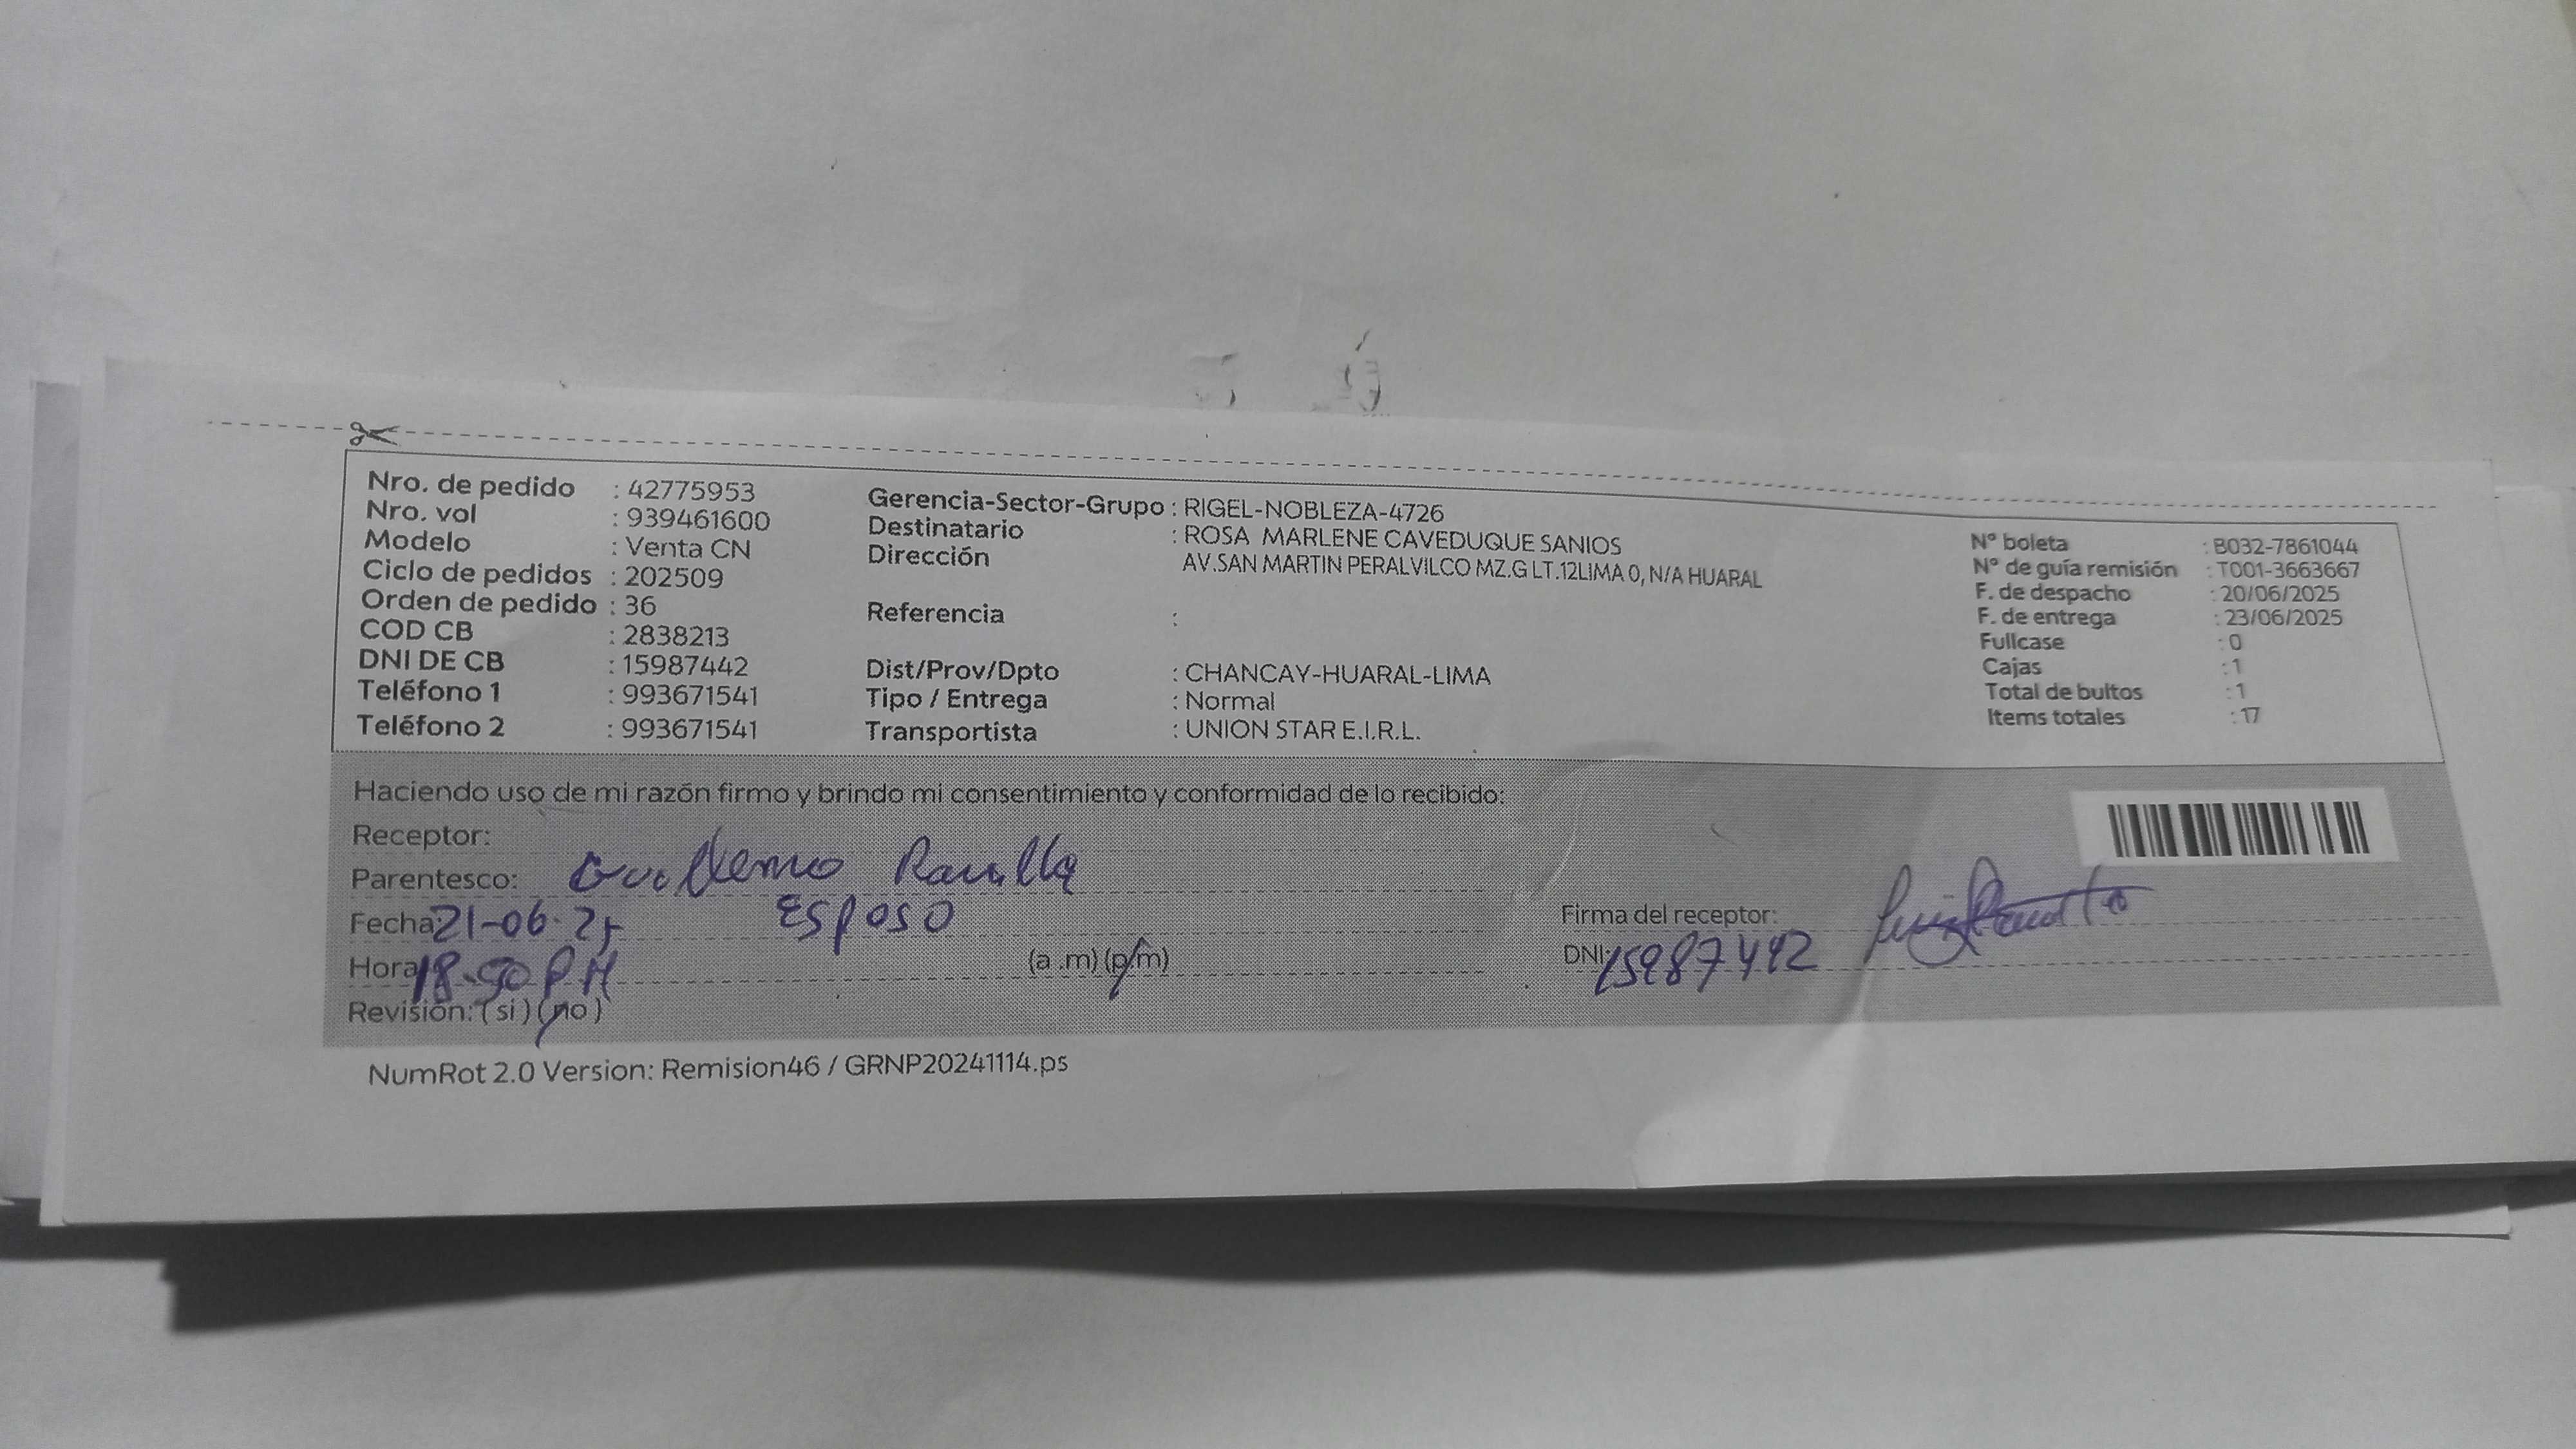 Nro. de pedido : 42775953
Nro. vol : 939461600
Modelo : Venta CN
Ciclo de pedidos : 202509
Orden de pedido : 36
COD CB : 2838213
DNI DE CB : 15987442
Teléfono 1 : 993671541
Teléfono 2 : 993671541
Gerencia-Sector-Grupo : RIGEL-NOBLEZA-4726
Destinatario : ROSA MARLENE CAVEDUQUE SANIOS
Dirección AV.SAN MARTIN PERALVILCO MZ.G LT.12LIMA 0, N/A HUARAL
Referencia :
Dist/Prov/Dpto : CHANCAY-HUARAL-LIMA
Tipo / Entrega : Normal
Transportista : UNION STAR E.I.R.L.
N° boleta : B032-7861044
N° de guía remisión : T001-3663667
F. de despacho : 20/06/2025
F. de entrega : 23/06/2025
Fullcase : 0
Cajas : 1
Total de bultos : 1
Items totales : 17
Haciendo uso de mi razón firmo y brindo mi consentimiento y conformidad de lo recibido:
Receptor:
Parentesco: Guillermo
Fecha: 21-06-25 Esposo
Hora: P.M (a.m) (p.m)
Revisión: (si) (no)
Firma del receptor:
DNI: 15987442
NumRot 2.0 Version: Remision46 / GRNP20241114.ps